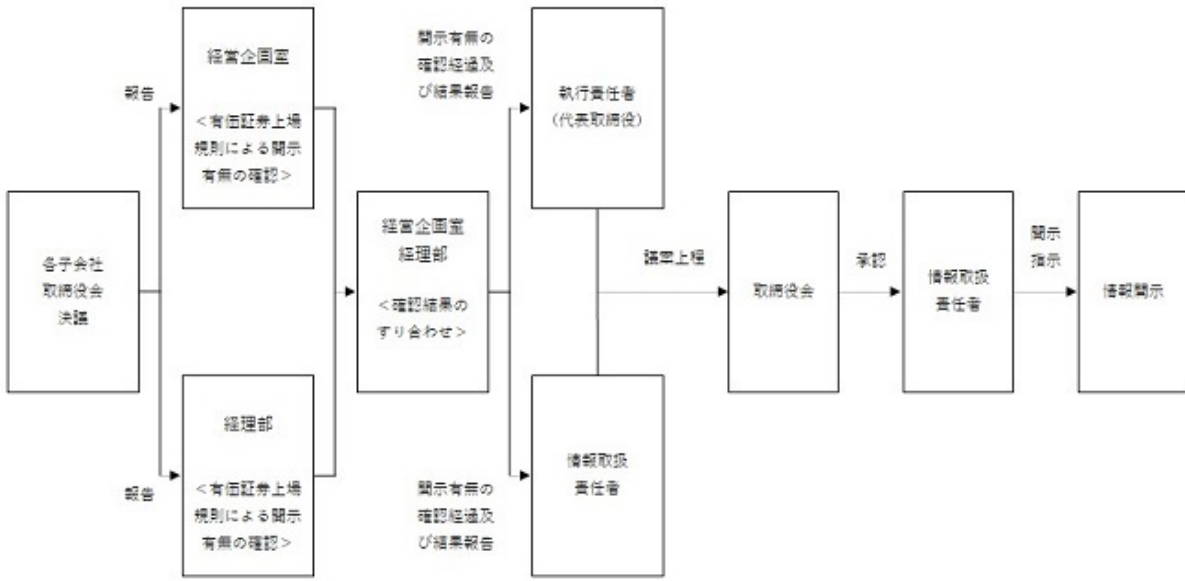 各子会社
取締役会
決議
報告
経営企画室
<有価証券上場
規則による開示
有無の確認>
報告
経理部
<有価証券上場
規則による開示
有無の確認>
経営企画室
経理部
<確認結果の
すり合わせ>
開示有無の
確認経過及
び結果報告
執行責任者
(代表取締役)
開示有無の
確認経過及
び結果報告
情報取扱
責任者
議案上程
取締役会
承認
情報取扱
責任者
開示
指示
情報開示